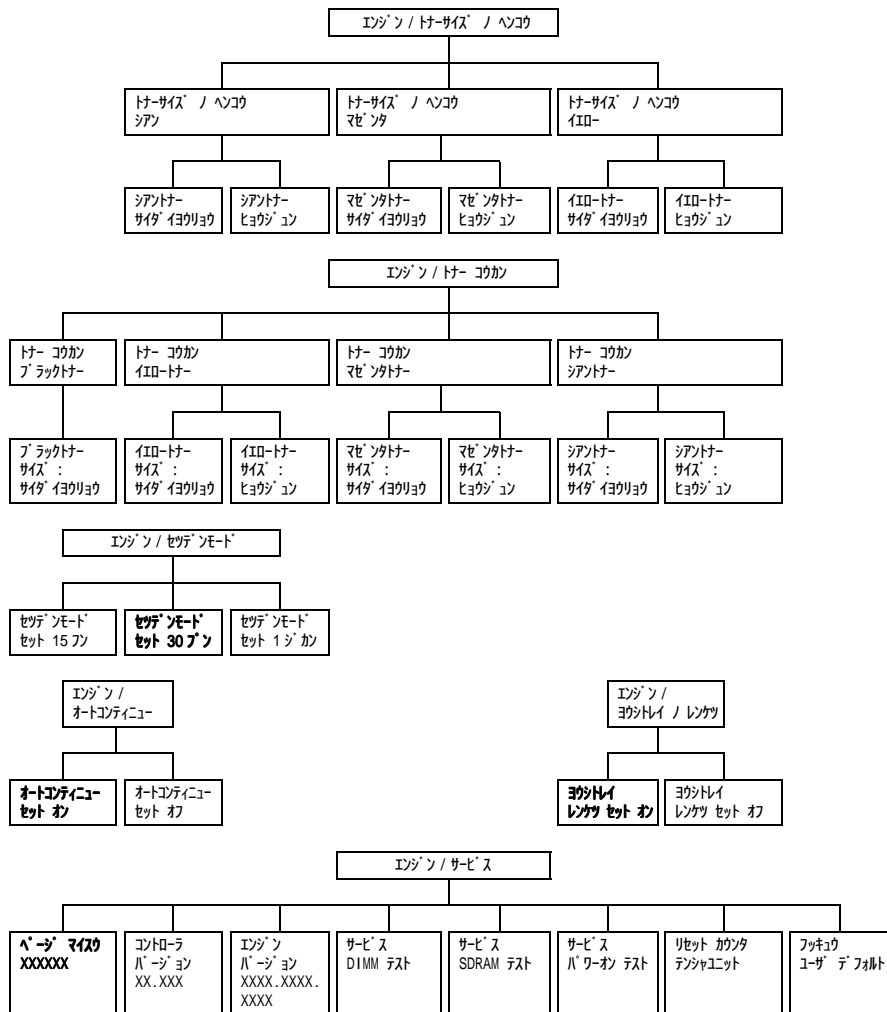 ｴﾝｼﾞﾝ / ﾄﾅｰｻｲｽﾞ ﾉ ﾍﾝｺｳ
ﾄﾅｰｻｲｽﾞ ﾉ ﾍﾝｺｳ
ｼｱﾝ
ﾄﾅｰｻｲｽﾞ ﾉ ﾍﾝｺｳ
ﾏｾﾞﾝﾀ
ﾄﾅｰｻｲｽﾞ ﾉ ﾍﾝｺｳ
ｲｴﾛｰ
ｼｱﾝﾄﾅｰ
ｻｲﾀﾞｲﾖｳﾘｮｳ
ｼｱﾝﾄﾅｰ
ﾋｮｳｼﾞｭﾝ
ﾏｾﾞﾝﾀﾄﾅｰ
ｻｲﾀﾞｲﾖｳﾘｮｳ
ﾏｾﾞﾝﾀﾄﾅｰ
ﾋｮｳｼﾞｭﾝ
ｲｴﾛｰﾄﾅｰ
ｻｲﾀﾞｲﾖｳﾘｮｳ
ｲｴﾛｰﾄﾅｰ
ﾋｮｳｼﾞｭﾝ
ｴﾝｼﾞﾝ / ﾄﾅｰ ｺｳｶﾝ
ﾄﾅｰ ｺｳｶﾝ
ﾌﾞﾗｯｸﾄﾅｰ
ﾄﾅｰ ｺｳｶﾝ
ｲｴﾛｰﾄﾅｰ
ﾄﾅｰ ｺｳｶﾝ
ﾏｾﾞﾝﾀﾄﾅｰ
ﾄﾅｰ ｺｳｶﾝ
ｼｱﾝﾄﾅｰ
ﾌﾞﾗｯｸﾄﾅｰ
ｻｲｽﾞ :
ｻｲﾀﾞｲﾖｳﾘｮｳ
ｲｴﾛｰﾄﾅｰ
ｻｲｽﾞ :
ｻｲﾀﾞｲﾖｳﾘｮｳ
ｲｴﾛｰﾄﾅｰ
ｻｲｽﾞ :
ﾋｮｳｼﾞｭﾝ
ﾏｾﾞﾝﾀﾄﾅｰ
ｻｲｽﾞ :
ｻｲﾀﾞｲﾖｳﾘｮｳ
ﾏｾﾞﾝﾀﾄﾅｰ
ｻｲｽﾞ :
ﾋｮｳｼﾞｭﾝ
ｼｱﾝﾄﾅｰ
ｻｲｽﾞ :
ｻｲﾀﾞｲﾖｳﾘｮｳ
ｼｱﾝﾄﾅｰ
ｻｲｽﾞ :
ﾋｮｳｼﾞｭﾝ
ｴﾝｼﾞﾝ / ｾﾂﾃﾞﾝﾓｰﾄﾞ
ｾﾂﾃﾞﾝﾓｰﾄﾞ
ｾｯﾄ 15 ﾌﾝ
ｾﾂﾃﾞﾝﾓｰﾄﾞ
ｾｯﾄ 30 ﾌﾟﾝ
ｾﾂﾃﾞﾝﾓｰﾄﾞ
ｾｯﾄ 1 ｼﾞｶﾝ
ｴﾝｼﾞﾝ /
ｵｰﾄｺﾝﾃｨﾆｭｰ
ｴﾝｼﾞﾝ /
ﾖｳｼﾄﾚｲ ﾉ ﾚﾝｹﾂ
ｵｰﾄｺﾝﾃｨﾆｭｰ
ｾｯﾄ ｵﾝ
ｵｰﾄｺﾝﾃｨﾆｭｰ
ｾｯﾄ ｵﾌ
ﾖｳｼﾄﾚｲ
ﾚﾝｹﾂ ｾｯﾄ ｵﾝ
ﾖｳｼﾄﾚｲ
ﾚﾝｹﾂ ｾｯﾄ ｵﾌ
ｴﾝｼﾞﾝ / ｻｰﾋﾞｽ
ﾍﾟｰｼﾞ ﾏｲｽｳ
XXXXXX
ｺﾝﾄﾛｰﾗ
ﾊﾞｰｼﾞｮﾝ
XX.XXX
ｴﾝｼﾞﾝ
ﾊﾞｰｼﾞｮﾝ
XXXX.XXXX.
XXXX
ｻｰﾋﾞｽ
DIMM ﾃｽﾄ
ｻｰﾋﾞｽ
SDRAM ﾃｽﾄ
ｻｰﾋﾞｽ
ﾊﾟﾜｰｵﾝ ﾃｽﾄ
ﾘｾｯﾄ ｶｳﾝﾀ
ﾃﾝｼｬﾕﾆｯﾄ
ﾌｯｷｭｳ
ﾕｰｻﾞ ﾃﾞﾌｫﾙﾄ